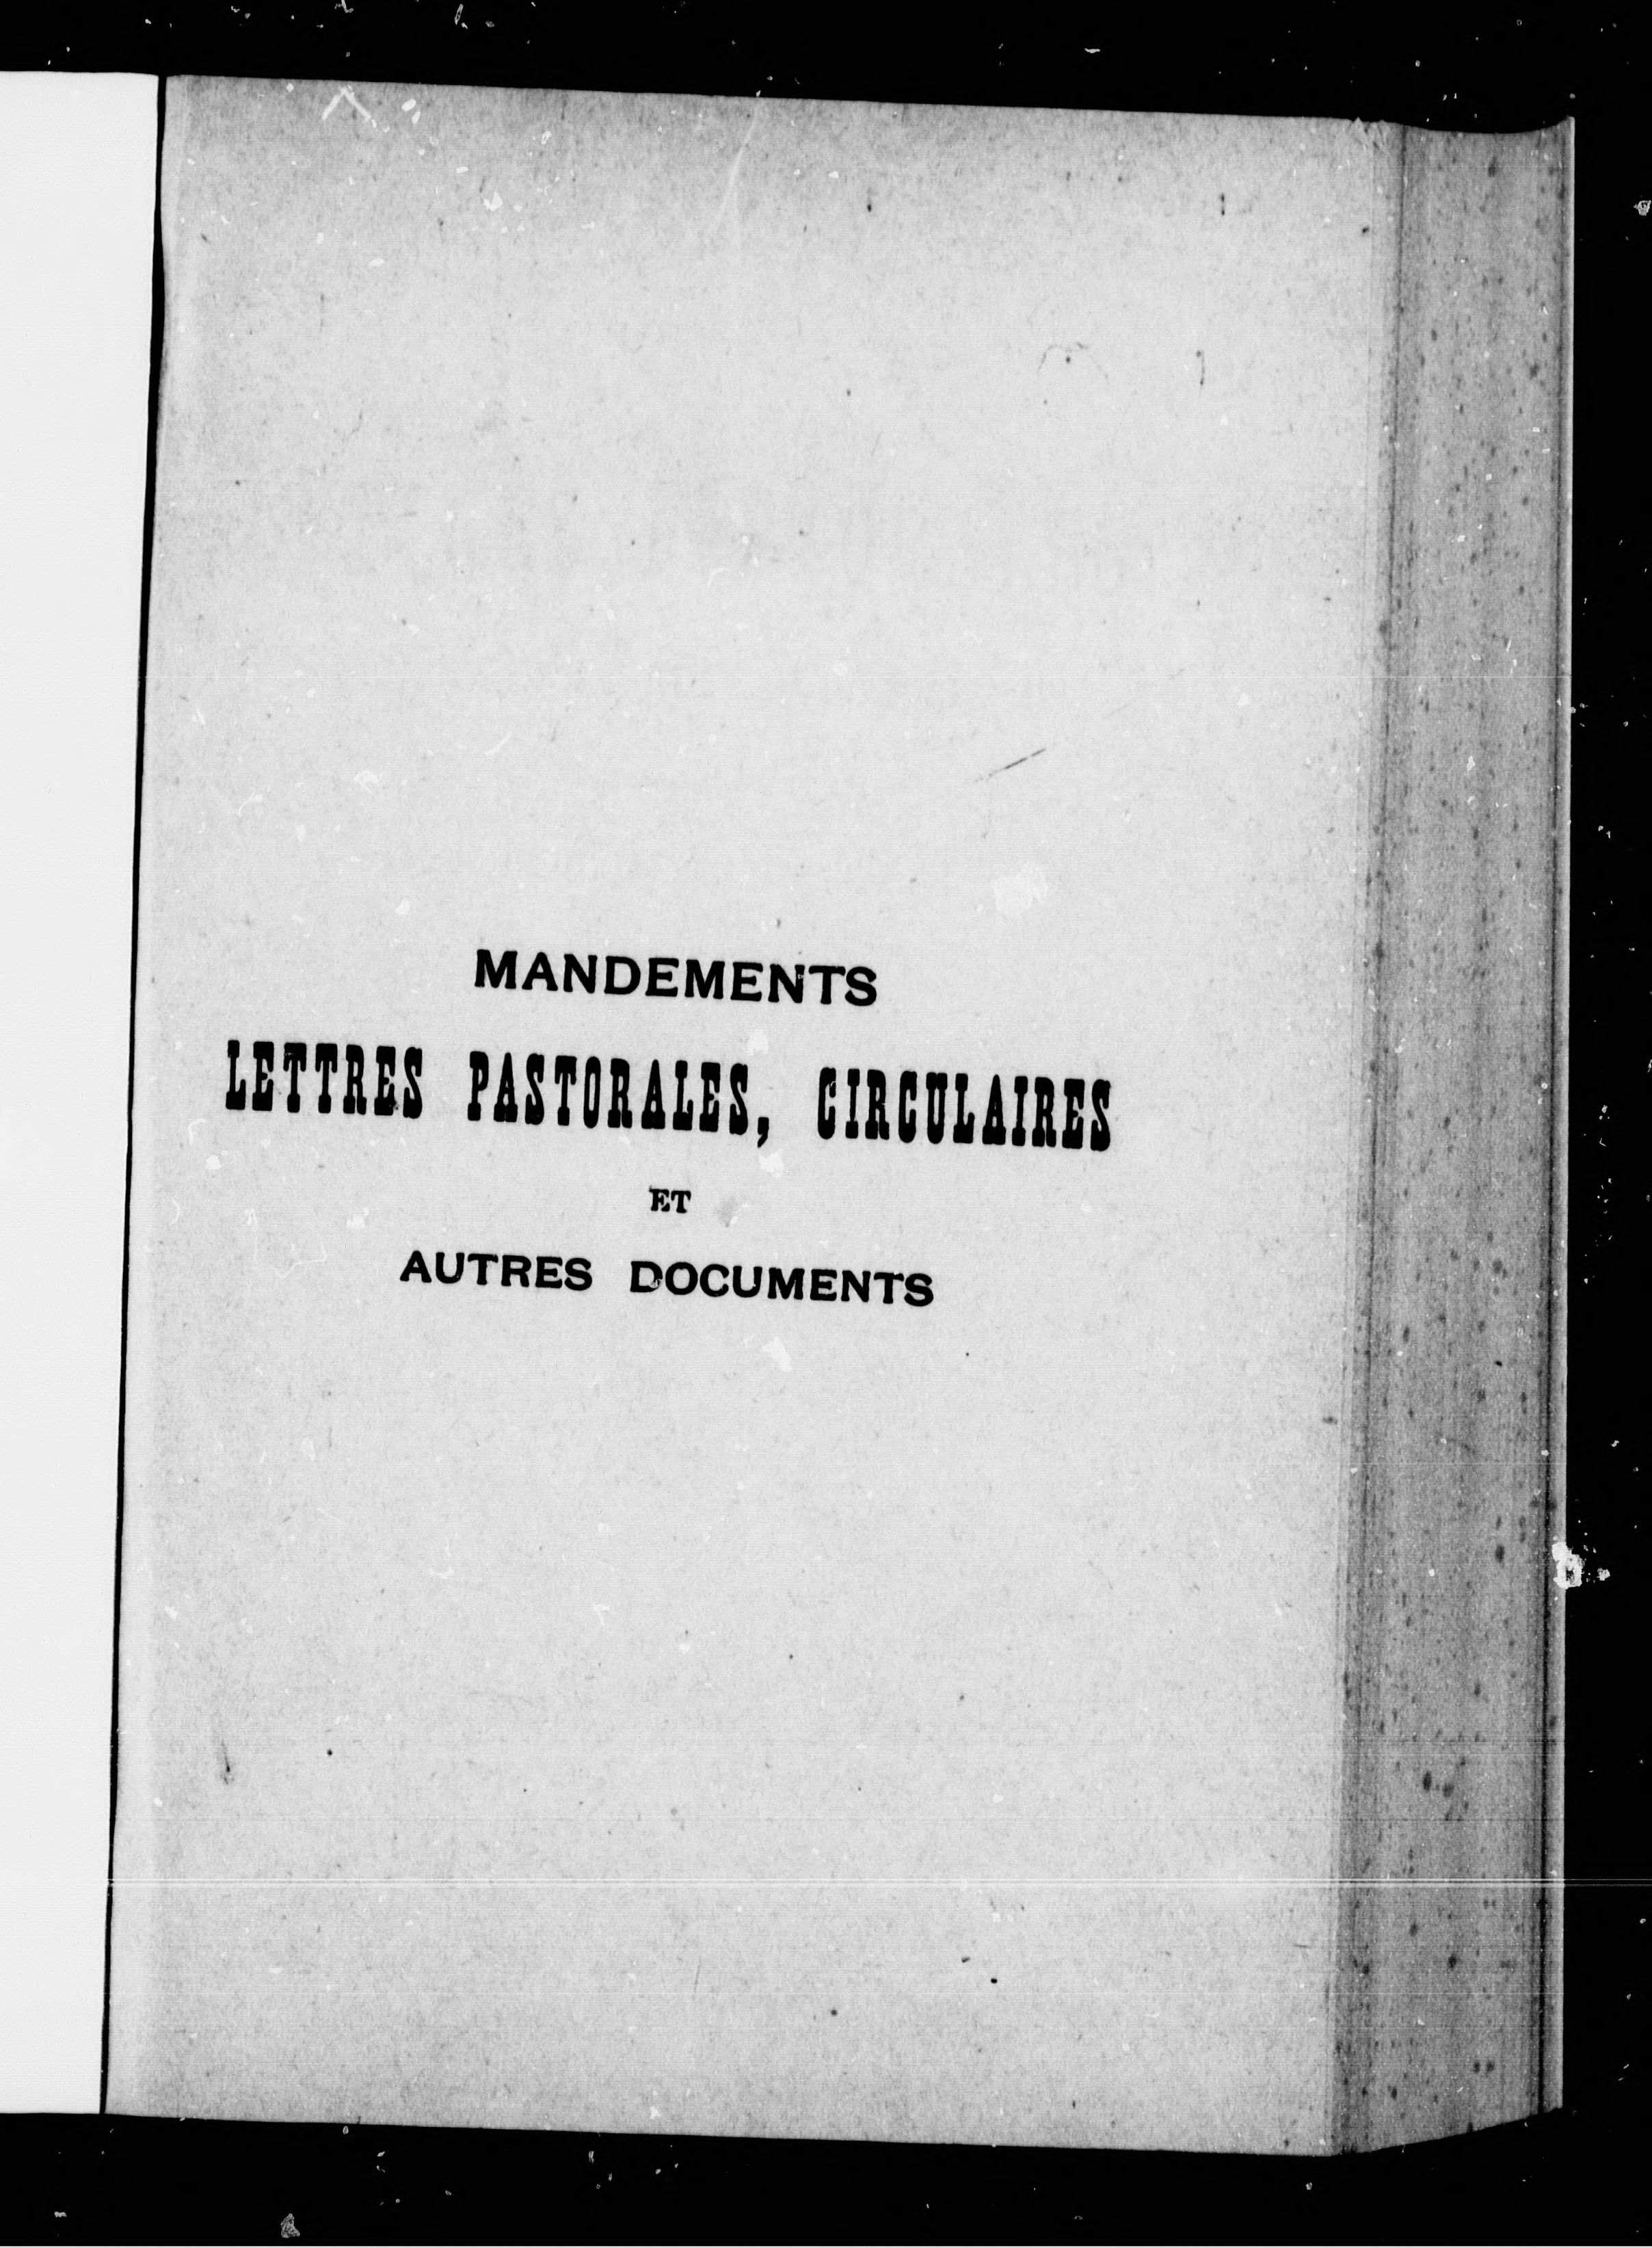 MANDEMENTS
LETTRES PASTORALES, CIRCULAIRES
ET
AUTRES DOCUMENTS